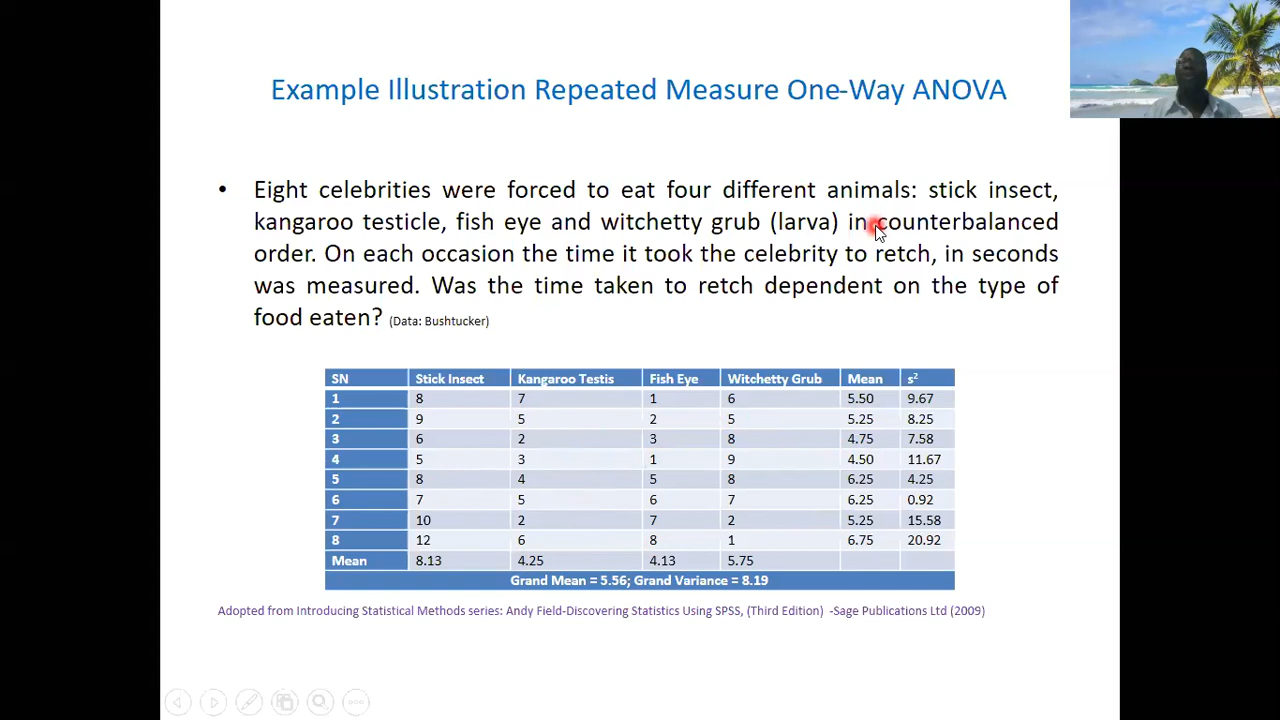 Example Illustration Repeated Measure One-Way ANOVA
• Eight celebrities were forced to eat four different animals: stick insect,
kangaroo testicle, fish eye and witchetty grub (larva) in counterbalanced
order. On each occasion the time it took the celebrity to retch, in seconds
was measured. Was the time taken to retch dependent on the type of
food eaten? (Data: Bushtucker)
SN Stick Insect Kangaroo Testis Fish Eye Witchetty Grub Mean s²
1 8 7 1 6 5.50 9.67
2 9 5 2 5 5.25 8.25
3 6 2 3 8 4.75 7.58
4 5 3 1 9 4.50 11.67
5 8 4 5 8 6.25 4.25
6 7 5 6 7 6.25 0.92
7 10 2 7 2 5.25 15.58
8 12 6 8 1 6.75 20.92
Mean 8.13 4.25 4.13 5.75
Grand Mean = 5.56; Grand Variance = 8.19
Adopted from Introducing Statistical Methods series: Andy Field-Discovering Statistics Using SPSS, (Third Edition) -Sage Publications Ltd (2009)